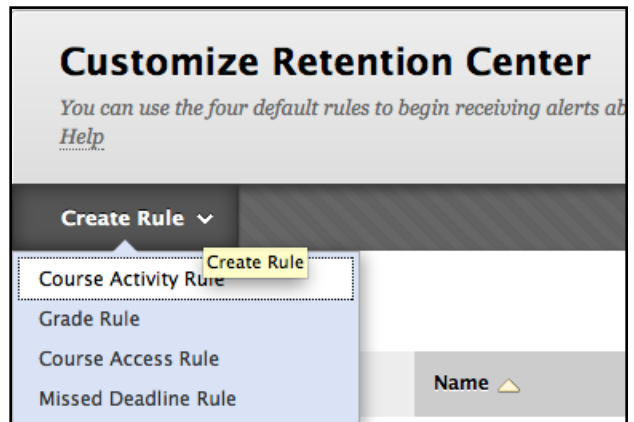 Customize Retention Center
You can use the four default rules to begin receiving alerts ab
Help
Create Rule
Create Rule
Course Activity Rule
Grade Rule
Course Access Rule
Name
Missed Deadline Rule